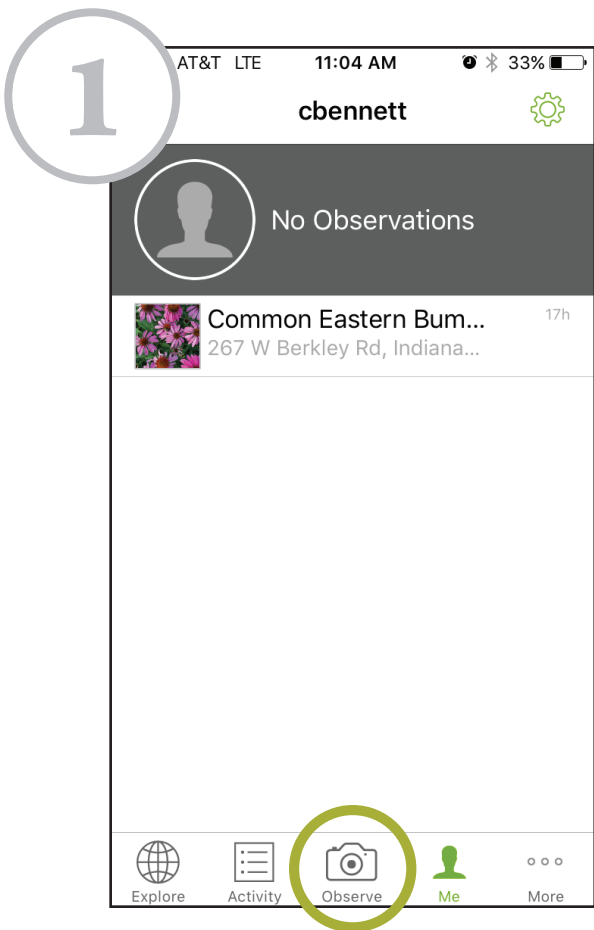 1
AT&T LTE 11:04 AM 33%
cbennett
No Observations
Common Eastern Bum... 17h
267 W Berkley Rd, Indiana...
Explore Activity Observe Me More